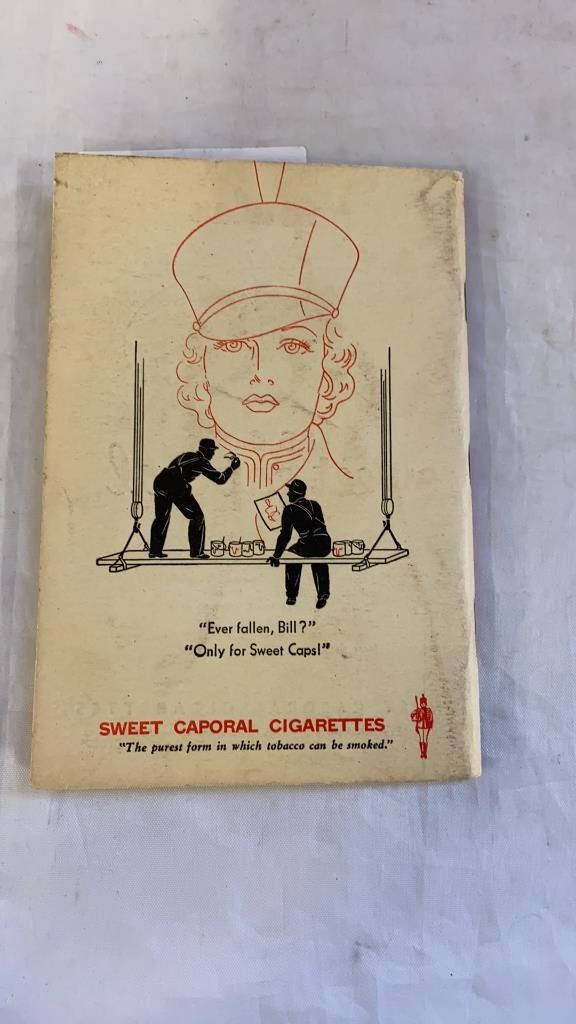 "Ever fallen, Bill?"
"Only for Sweet Caps!"
SWEET CAPORAL CIGARETTES
"The purest form in which tobacco can be smoked."